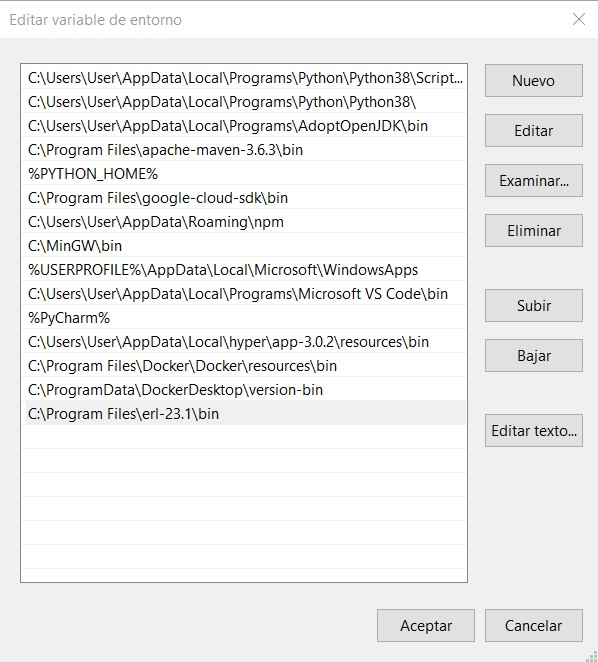 Editar variable de entorno
C:\Users\User\AppData\Local\Programs\Python\Python38\Script...
C:\Users\User\AppData\Local\Programs\Python\Python38\
C:\Users\User\AppData\Local\Programs\AdoptOpenJDK\bin
C:\Program Files\apache-maven-3.6.3\bin
%PYTHON_HOME%
C:\Program Files\google-cloud-sdk\bin
C:\Users\User\AppData\Roaming\npm
C:\MinGW\bin
%USERPROFILE%\AppData\Local\Microsoft\WindowsApps
C:\Users\User\AppData\Local\Programs\Microsoft VS Code\bin
%PyCharm%
C:\Users\User\AppData\Local\hyper\app-3.0.2\resources\bin
C:\Program Files\Docker\Docker\resources\bin
C:\ProgramData\DockerDesktop\version-bin
C:\Program Files\erl-23.1\bin
Nuevo
Editar
Examinar...
Eliminar
Subir
Bajar
Editar texto...
Aceptar
Cancelar